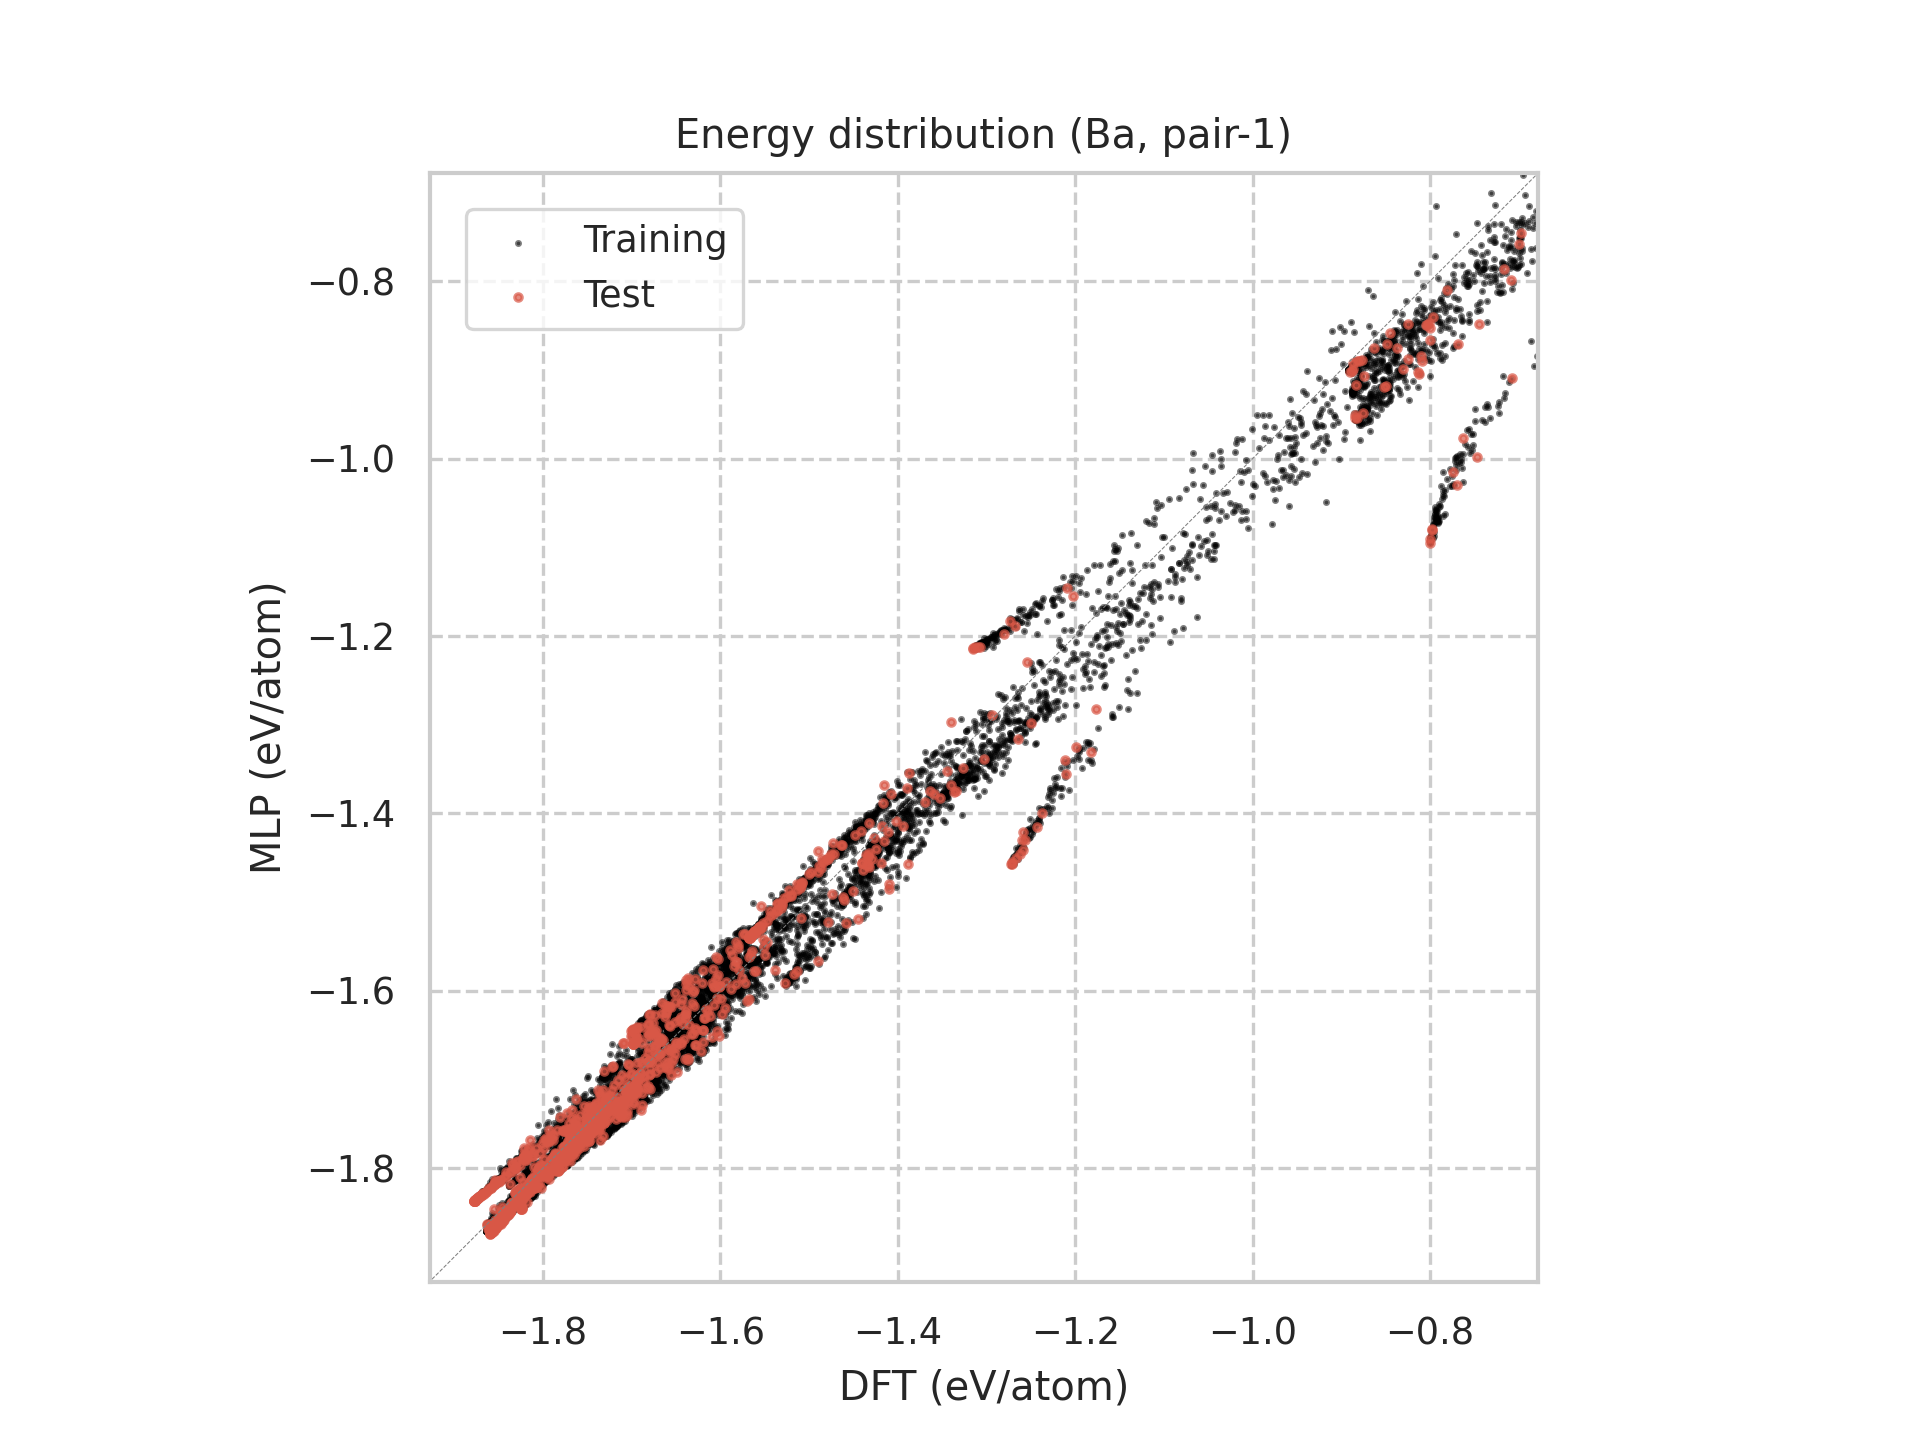 Energy distribution (Ba, pair-1)
Training
Test
MLP (eV/atom)
−0.8
−1.0
−1.2
−1.4
−1.6
−1.8
−1.8 −1.6 −1.4 −1.2 −1.0 −0.8
DFT (eV/atom)